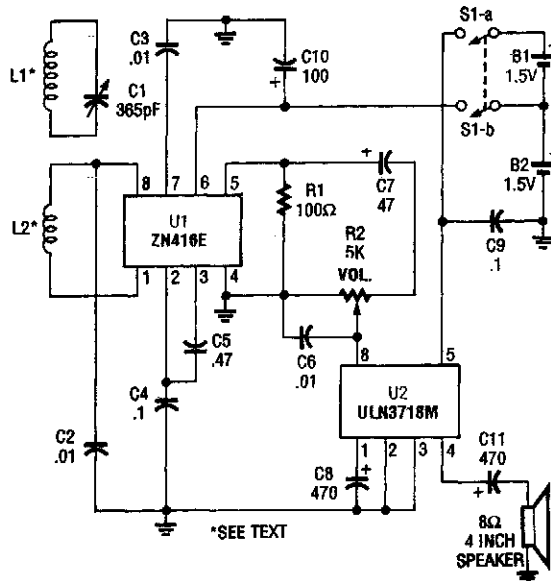 L1*
C1
365pF
C3
.01
C10
100
+
S1-a
S1-b
B1
1.5V
B2
1.5V
L2*
8
7
6
5
U1
ZN416E
1
2
3
4
R1
100Ω
+
C7
47
R2
5K
VOL.
C9
.1
C5
.47
C6
.01
C4
.1
C2
.01
8
5
U2
ULN3718M
1
2
3
4
C8
470
+
C11
470
+
*SEE TEXT
8Ω
4 INCH
SPEAKER